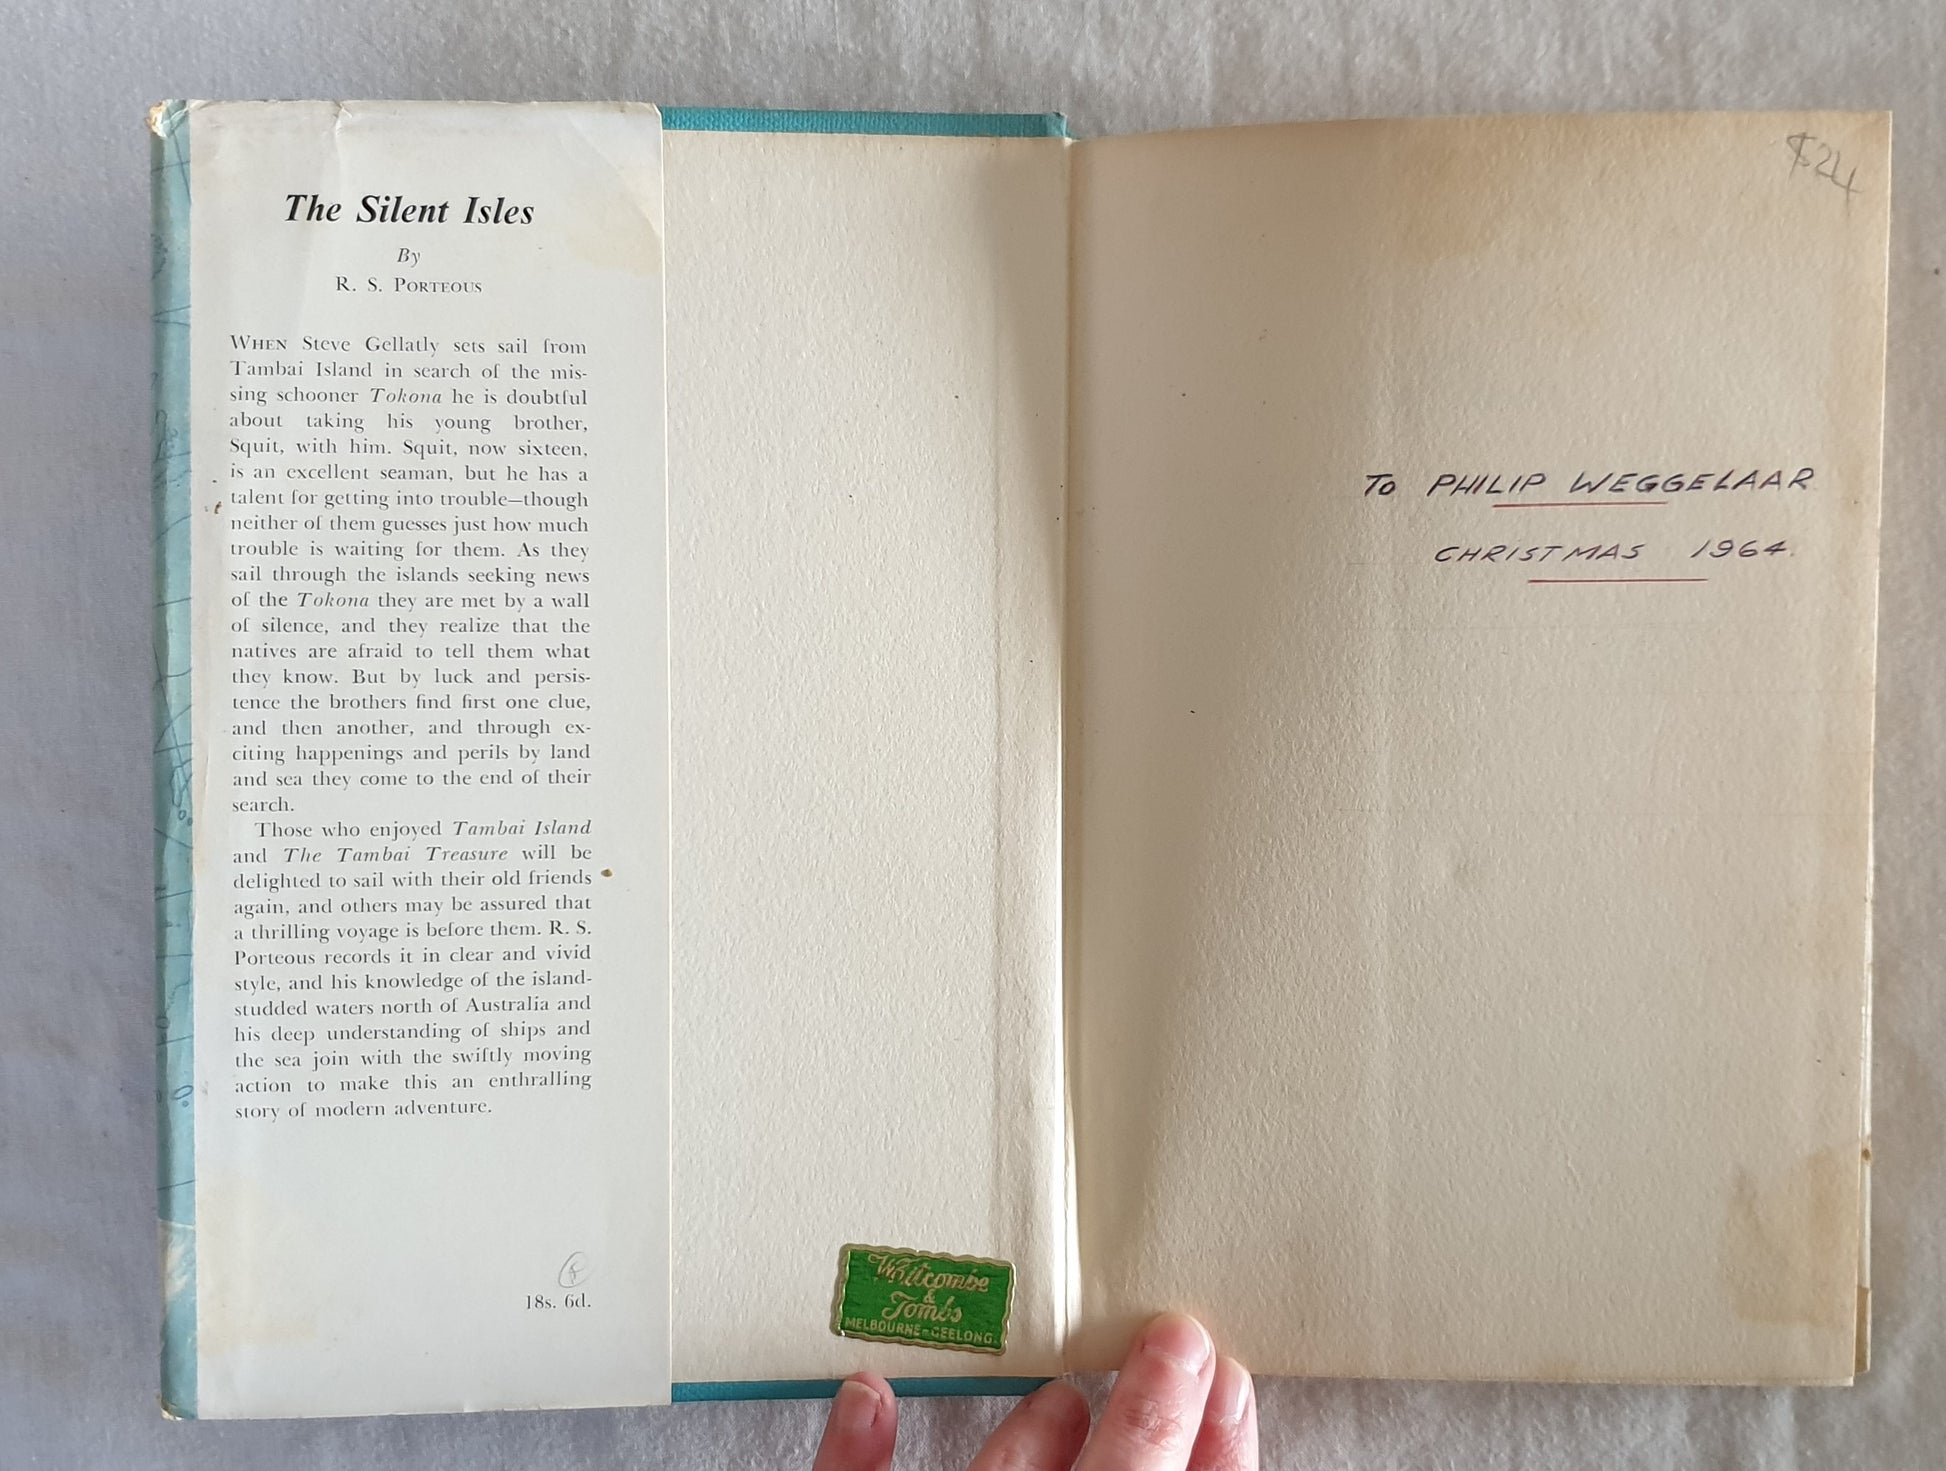 The Silent Isles
By
R. S. PORTEOUS
WHEN Steve Gellatly sets sail from
Tambai Island in search of the mis-
sing schooner Tokona he is doubtful
about taking his young brother,
Squit, with him. Squit, now sixteen,
is an excellent seaman, but he has a
talent for getting into trouble—though
neither of them guesses just how much
trouble is waiting for them. As they
sail through the islands seeking news
of the Tokona they are met by a wall
of silence, and they realize that the
natives are afraid to tell them what
they know. But by luck and persis-
tence the brothers find first one clue,
and then another, and through ex-
citing happenings and perils by land
and sea they come to the end of their
search.
Those who enjoyed Tambai Island
and The Tambai Treasure will be
delighted to sail with their old friends
again, and others may be assured that
a thrilling voyage is before them. R. S.
Porteous records it in clear and vivid
style, and his knowledge of the island-
studded waters north of Australia and
his deep understanding of ships and
the sea join with the swiftly moving
action to make this an enthralling
story of modern adventure.
18s. 6d.
Whitcombe
&
Tombs
MELBOURNE-GEELONG.
$24
TO PHILIP WEGGELAAR
CHRISTMAS 1964.